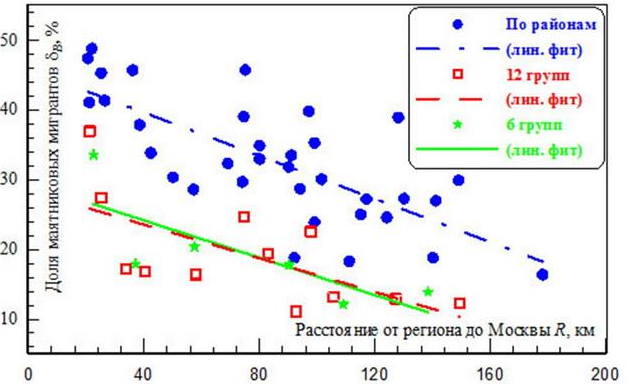 50
40
30
20
10
Доля маятниковых мигрантов δB, %
По районам
(лин. фит)
12 групп
(лин. фит)
6 групп
(лин. фит)
Расстояние от региона до Москвы R, км
0 40 80 120 160 200